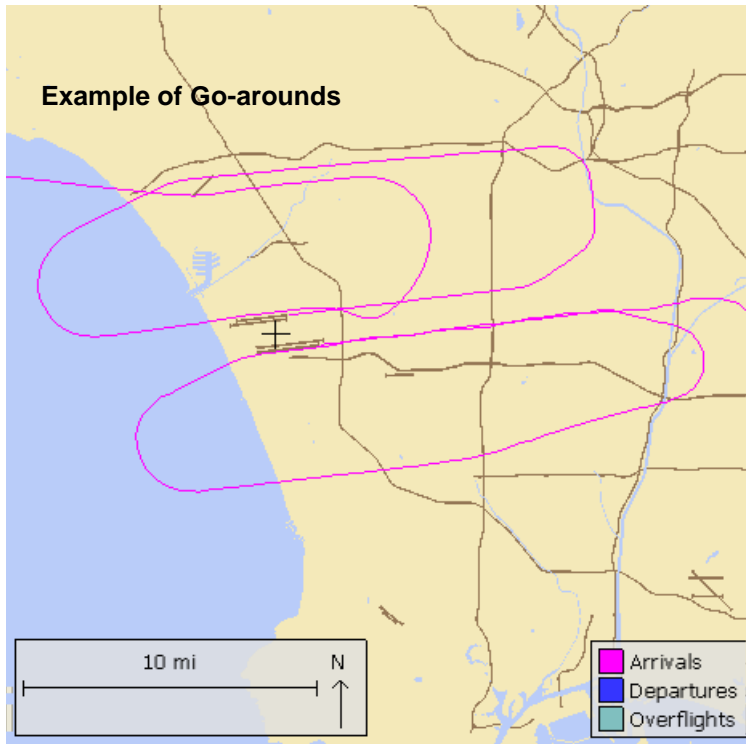 Example of Go-arounds
10 mi
N
Arrivals
Departures
Overflights